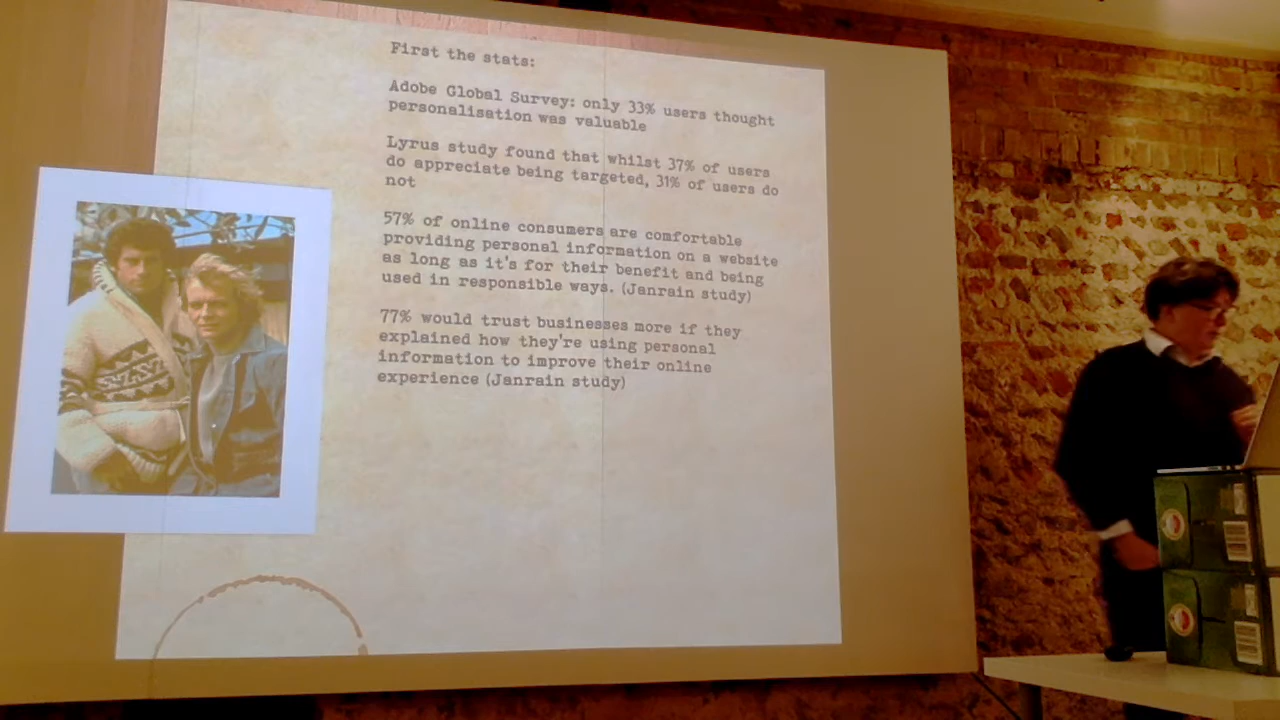 First the stats:
Adobe Global Survey: only 33% users thought
personalisation was valuable
Lyrus study found that whilst 37% of users
do appreciate being targeted, 31% of users do
not
57% of online consumers are comfortable
providing personal information on a website
as long as it's for their benefit and being
used in responsible ways. (Janrain study)
77% would trust businesses more if they
explained how they're using personal
information to improve their online
experience (Janrain study)